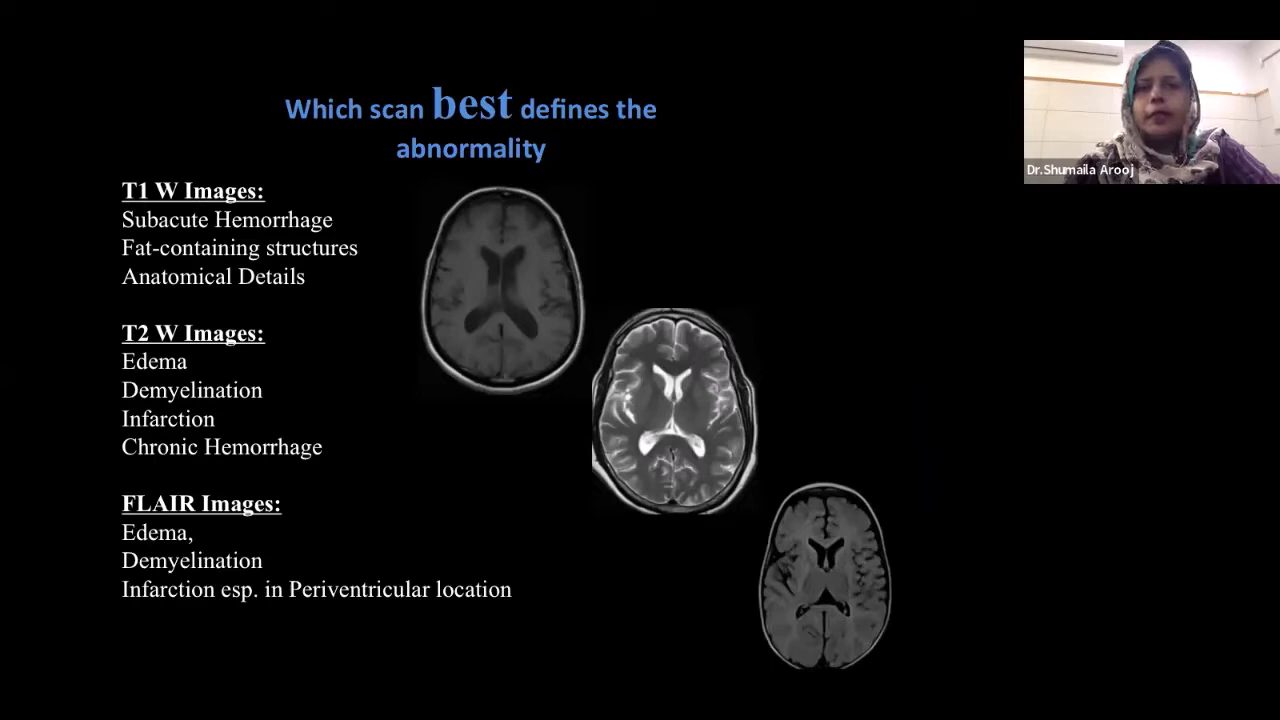 Which scan best defines the
abnormality
T1 W Images:
Subacute Hemorrhage
Fat-containing structures
Anatomical Details
T2 W Images:
Edema
Demyelination
Infarction
Chronic Hemorrhage
FLAIR Images:
Edema,
Demyelination
Infarction esp. in Periventricular location
Dr.Shumaila Arooj